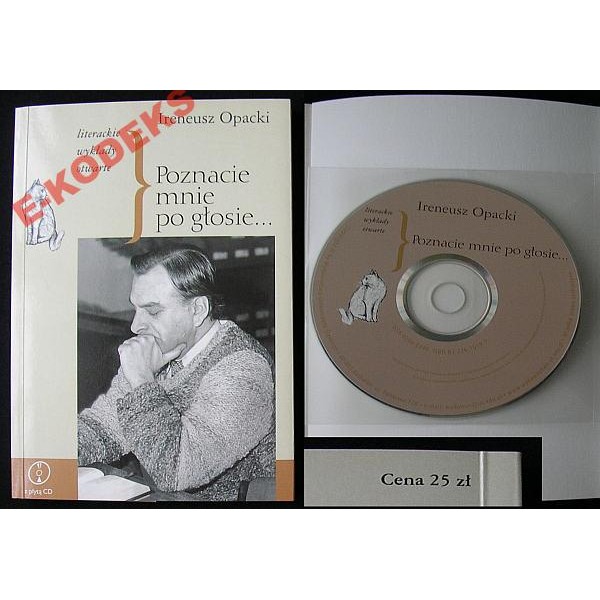 E-KODEKS
Ireneusz Opacki
literackie
wykłady
otwarte
Poznacie
mnie
po głosie...
z płytą CD
Ireneusz Opacki
literackie
wykłady
otwarte
Poznacie mnie po głosie...
Cena 25 zł